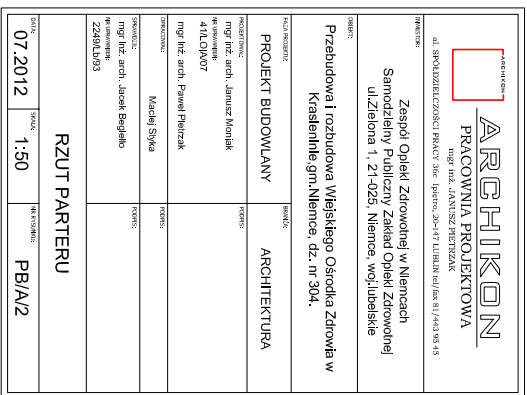 ARCHIKON
ARCHIKON
PRACOWNIA PROJEKTOWA
mgr inż. JANUSZ PIETRZAK
al. SPÓŁDZIELCZOŚCI PRACY 36c Ipiętro, 20-147 LUBLIN tel/fax 81/443 95 45
INWESTOR:
Zespół Opieki Zdrowotnej w Niemcach
Samodzielny Publiczny Zakład Opieki Zdrowotnej
ul.Zielona 1, 21-025, Niemce, woj.lubelskie
OBIEKT:
Przebudowa i rozbudowa Wiejskiego Ośrodka Zdrowia w
Krasieninie,gm.Niemce, dz. nr 304.
FAZA PROJEKTU:
PROJEKT BUDOWLANY
BRANŻA:
ARCHITEKTURA
PROJEKTOWAŁ:
mgr inż. arch. Janusz Monjak
NR UPRAWNIEŃ:
41/LOIA/07
PODPIS:
mgr inż. arch. Paweł Pietrzak
OPRACOWAŁ:
Maciej Styka
PODPIS:
SPRAWDZIŁ:
mgr inż. arch. Jacek Begiełło
NR UPRAWNIEŃ:
2249/Lb/93
PODPIS:
RZUT PARTERU
DATA:
07.2012
SKALA:
1:50
NR RYSUNKU:
PB/A/2